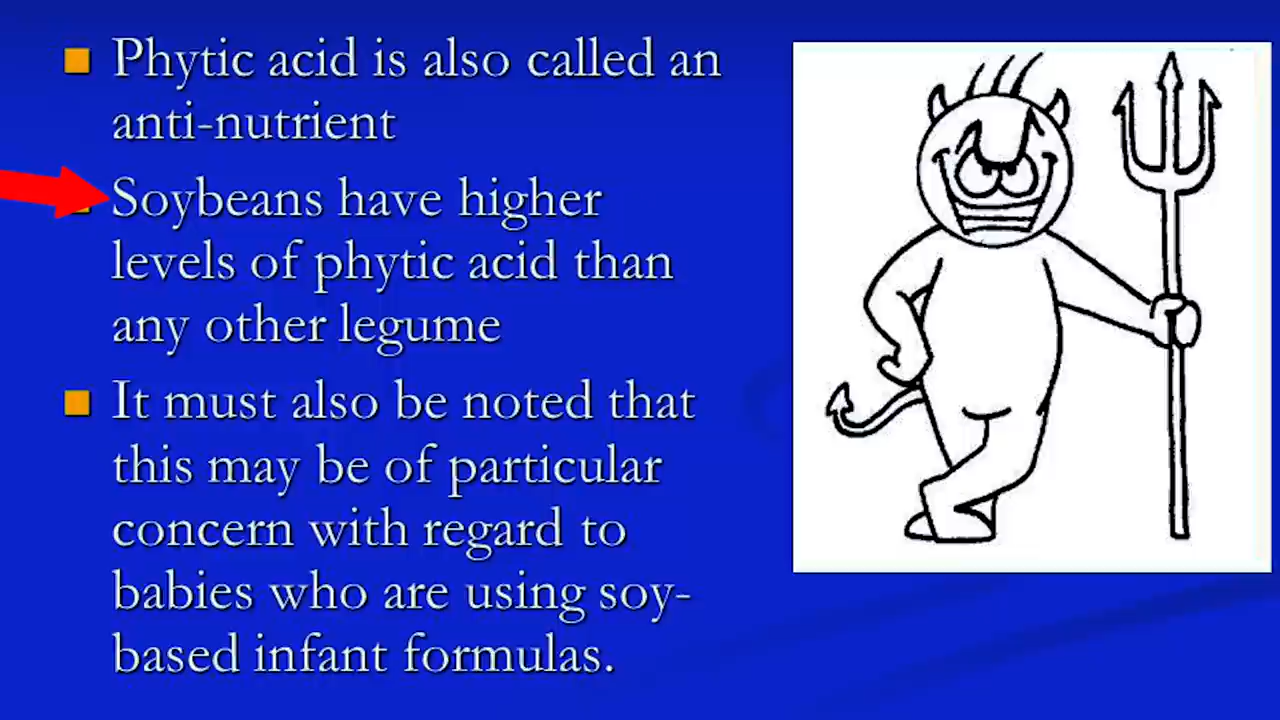 Phytic acid is also called an
anti-nutrient
Soybeans have higher
levels of phytic acid than
any other legume
It must also be noted that
this may be of particular
concern with regard to
babies who are using soy-
based infant formulas.